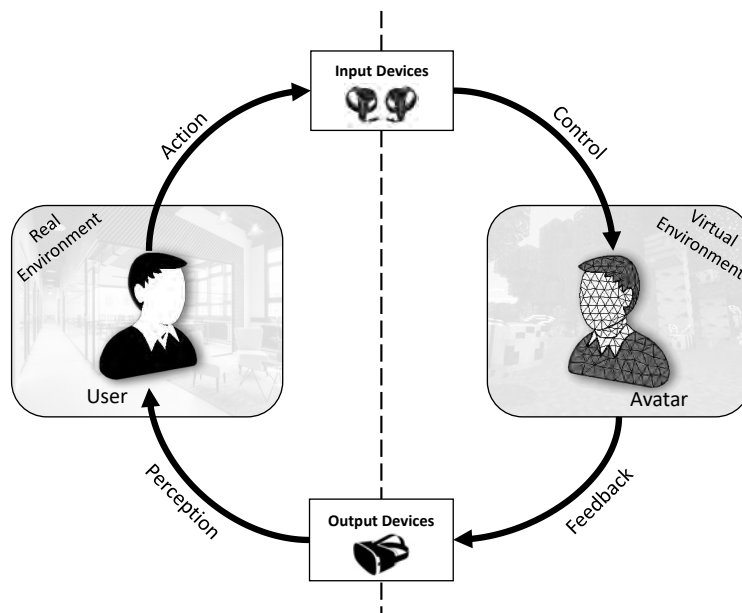 Input Devices
Action
Control
Real
Environment
Virtual
Environment
User
Avatar
Perception
Feedback
Output Devices